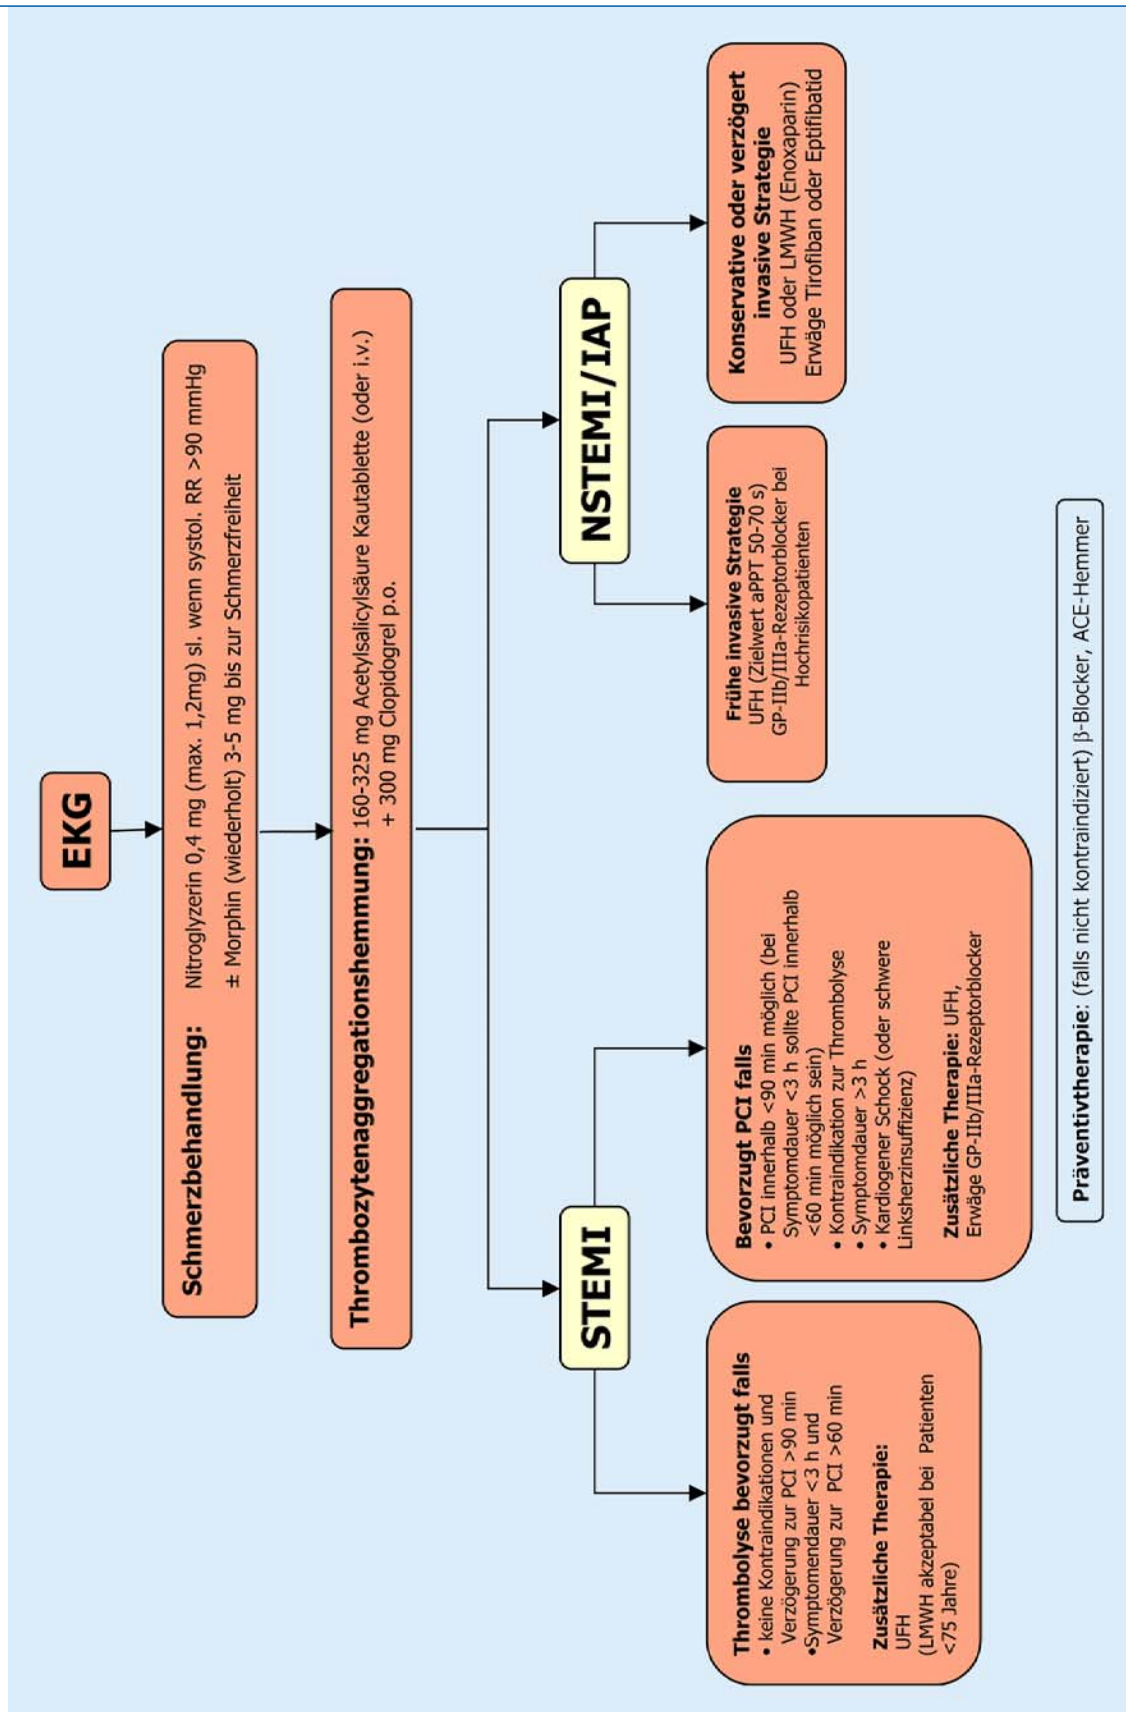 EKG
Schmerzbehandlung: Nitroglyzerin 0,4 mg (max. 1,2mg) sl. wenn systol. RR >90 mmHg
± Morphin (wiederholt) 3-5 mg bis zur Schmerzfreiheit
Thrombozytenaggregationshemmung: 160-325 mg Acetylsalicylsäure Kautablette (oder i.v.)
+ 300 mg Clopidogrel p.o.
STEMI
NSTEMI/IAP
Thrombolyse bevorzugt falls
• keine Kontraindikationen und
Verzögerung zur PCI >90 min
•Symptomendauer <3 h und
Verzögerung zur PCI >60 min
Zusätzliche Therapie:
UFH
(LMWH akzeptabel bei Patienten
<75 Jahre)
Bevorzugt PCI falls
• PCI innerhalb <90 min möglich (bei
Symptomdauer <3 h sollte PCI innerhalb
<60 min möglich sein)
• Kontraindikation zur Thrombolyse
• Symptomdauer >3 h
• Kardiogener Schock (oder schwere
Linksherzinsuffizienz)
Zusätzliche Therapie: UFH,
Erwäge GP-IIb/IIIa-Rezeptorblocker
Frühe invasive Strategie
UFH (Zielwert aPPT 50-70 s)
GP-IIb/IIIa-Rezeptorblocker bei
Hochrisikopatienten
Konservative oder verzögert
invasive Strategie
UFH oder LMWH (Enoxaparin)
Erwäge Tirofiban oder Eptifibatid
Präventivtherapie: (falls nicht kontraindiziert) β-Blocker, ACE-Hemmer